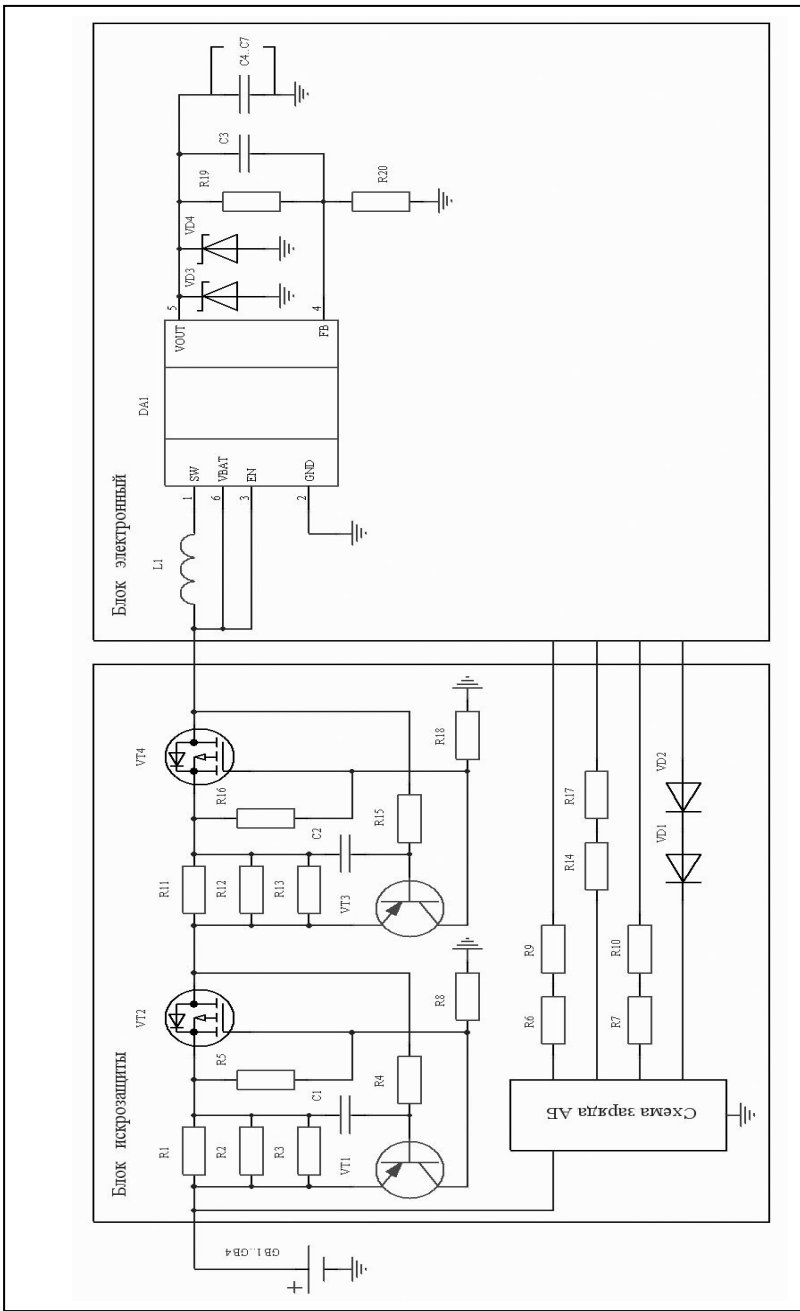 Блок искрозащиты
Блок электронный
GB1..GB4
+
R1
R2
R3
VT1
C1
R5
VT2
R4
R8
R11
R12
R13
VT3
C2
R16
VT4
R15
R18
Схема заряда АБ
R6
R9
R14
R17
R7
R10
VD1
VD2
L1
DA1
1
SW
6
VBAT
3
EN
2
GND
5
VOUT
4
FB
VD3
VD4
R19
C3
C4..C7
R20